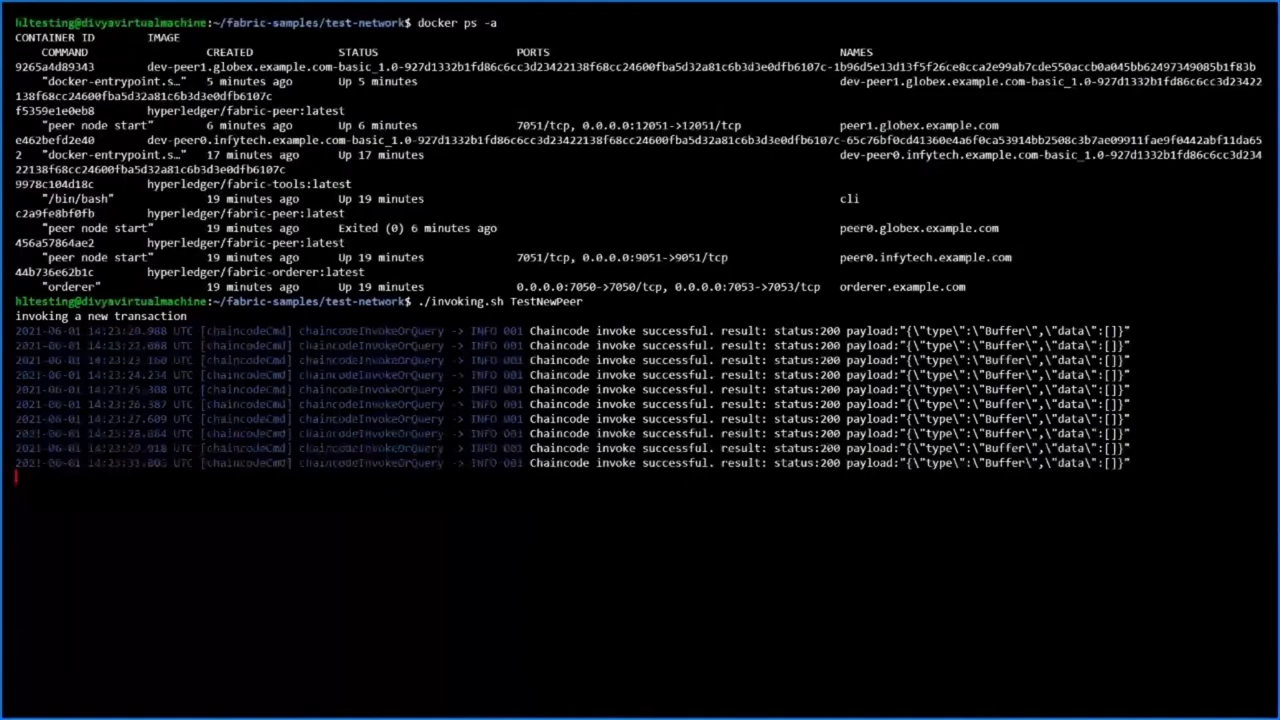 hltesting@divyavirtualmachine:~/fabric-samples/test-network$ docker ps -a
CONTAINER ID IMAGE
COMMAND CREATED STATUS PORTS NAMES
9265a4d89343 dev-peer1.globex.example.com-basic_1.0-927d1332b1fd86c6cc3d23422138f68cc24600fba5d32a81c6b3d3e0dfb6107c-1b96d5e13d13f5f26ce8cca2e99ab7cde550accb0a045bb62497349085b1f83b
"docker-entrypoint.s…" 5 minutes ago Up 5 minutes dev-peer1.globex.example.com-basic_1.0-927d1332b1fd86c6cc3d23422
138f68cc24600fba5d32a81c6b3d3e0dfb6107c
f5359e1e0eb8 hyperledger/fabric-peer:latest
"peer node start" 6 minutes ago Up 6 minutes 7051/tcp, 0.0.0.0:12051->12051/tcp peer1.globex.example.com
e462befd2e40 dev-peer0.infytech.example.com-basic_1.0-927d1332b1fd86c6cc3d23422138f68cc24600fba5d32a81c6b3d3e0dfb6107c-65c76bf0cd41360e4a6f0ca53914bb2508c3b7ae09911fae9f0442abf11da65
2 "docker-entrypoint.s…" 17 minutes ago Up 17 minutes dev-peer0.infytech.example.com-basic_1.0-927d1332b1fd86c6cc3d234
22138f68cc24600fba5d32a81c6b3d3e0dfb6107c
9978c104d18c hyperledger/fabric-tools:latest
"/bin/bash" 19 minutes ago Up 19 minutes cli
c2a9fe8bf0fb hyperledger/fabric-peer:latest
"peer node start" 19 minutes ago Exited (0) 6 minutes ago peer0.globex.example.com
456a57864ae2 hyperledger/fabric-peer:latest
"peer node start" 19 minutes ago Up 19 minutes 7051/tcp, 0.0.0.0:9051->9051/tcp peer0.infytech.example.com
44b736e62b1c hyperledger/fabric-orderer:latest
"orderer" 19 minutes ago Up 19 minutes 0.0.0.0:7050->7050/tcp, 0.0.0.0:7053->7053/tcp orderer.example.com
hltesting@divyavirtualmachine:~/fabric-samples/test-network$ ./invoking.sh TestNewPeer
invoking a new transaction
2021-06-01 14:23:20.988 UTC [chaincodeCmd] chaincodeInvokeOrQuery -> INFO 001 Chaincode invoke successful. result: status:200 payload:"{\"type\":\"Buffer\",\"data\":[]}"
2021-06-01 14:23:22.088 UTC [chaincodeCmd] chaincodeInvokeOrQuery -> INFO 001 Chaincode invoke successful. result: status:200 payload:"{\"type\":\"Buffer\",\"data\":[]}"
2021-06-01 UTC [chaincodeCmd] chaincodeInvokeOrQuery -> INFO 001 Chaincode invoke successful. result: status:200 payload:"{\"type\":\"Buffer\",\"data\":[]}"
2021-06-01 14:23:24.234 UTC [chaincodeCmd] chaincodeInvokeOrQuery -> INFO 001 Chaincode invoke successful. result: status:200 payload:"{\"type\":\"Buffer\",\"data\":[]}"
2021-06-01 14:23:25.308 UTC [chaincodeCmd] chaincodeInvokeOrQuery -> INFO 001 Chaincode invoke successful. result: status:200 payload:"{\"type\":\"Buffer\",\"data\":[]}"
2021-06-01 14:23:26.387 UTC [chaincodeCmd] chaincodeInvokeOrQuery -> INFO 001 Chaincode invoke successful. result: status:200 payload:"{\"type\":\"Buffer\",\"data\":[]}"
2021-06-01 14:23:27.609 UTC [chaincodeCmd] chaincodeInvokeOrQuery -> INFO 001 Chaincode invoke successful. result: status:200 payload:"{\"type\":\"Buffer\",\"data\":[]}"
2021-06-01 UTC [chaincodeCmd] chaincodeInvokeOrQuery -> INFO 001 Chaincode invoke successful. result: status:200 payload:"{\"type\":\"Buffer\",\"data\":[]}"
2021-06-01 14:23:29.918 UTC [chaincodeCmd] chaincodeInvokeOrQuery -> INFO 001 Chaincode invoke successful. result: status:200 payload:"{\"type\":\"Buffer\",\"data\":[]}"
2021-06-01 UTC [chaincodeCmd] chaincodeInvokeOrQuery -> INFO 001 Chaincode invoke successful. result: status:200 payload:"{\"type\":\"Buffer\",\"data\":[]}"